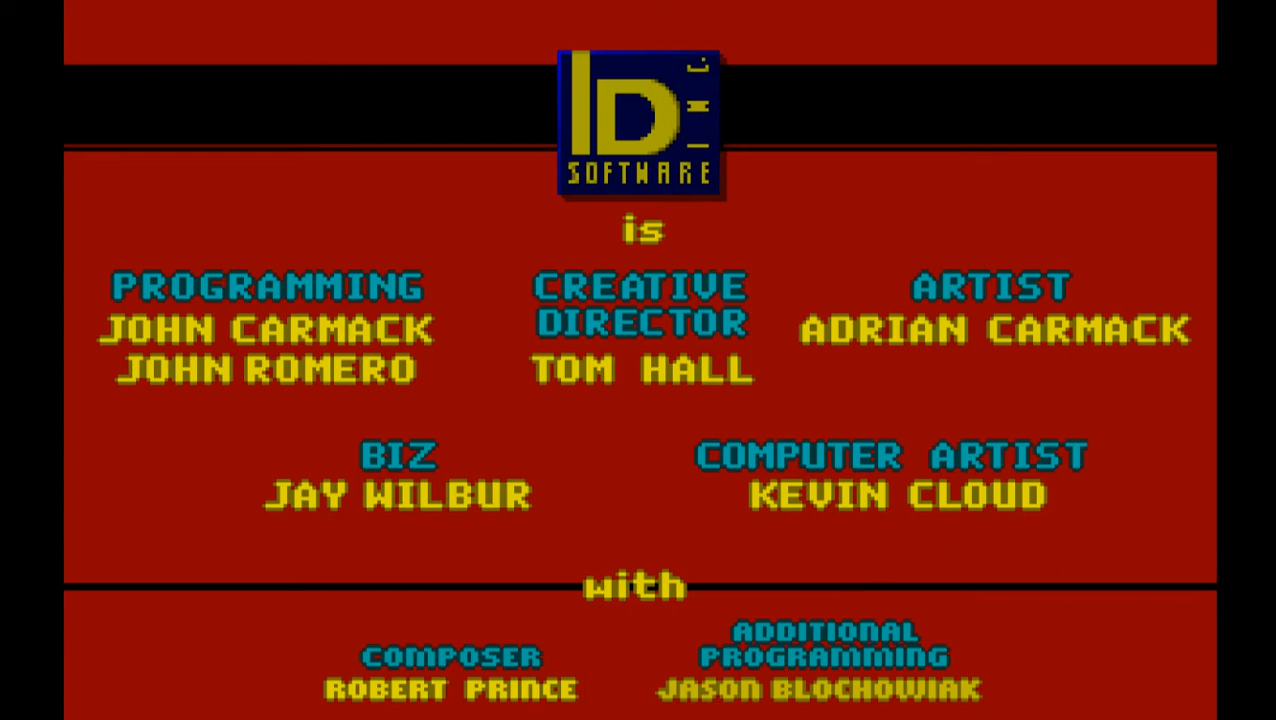 ID
SOFTWARE
INC.
is
PROGRAMMING
JOHN CARMACK
JOHN ROMERO
CREATIVE
DIRECTOR
TOM HALL
ARTIST
ADRIAN CARMACK
BIZ
JAY WILBUR
COMPUTER ARTIST
KEVIN CLOUD
with
COMPOSER
ROBERT PRINCE
ADDITIONAL
PROGRAMMING
JASON BLOCHOWIAK